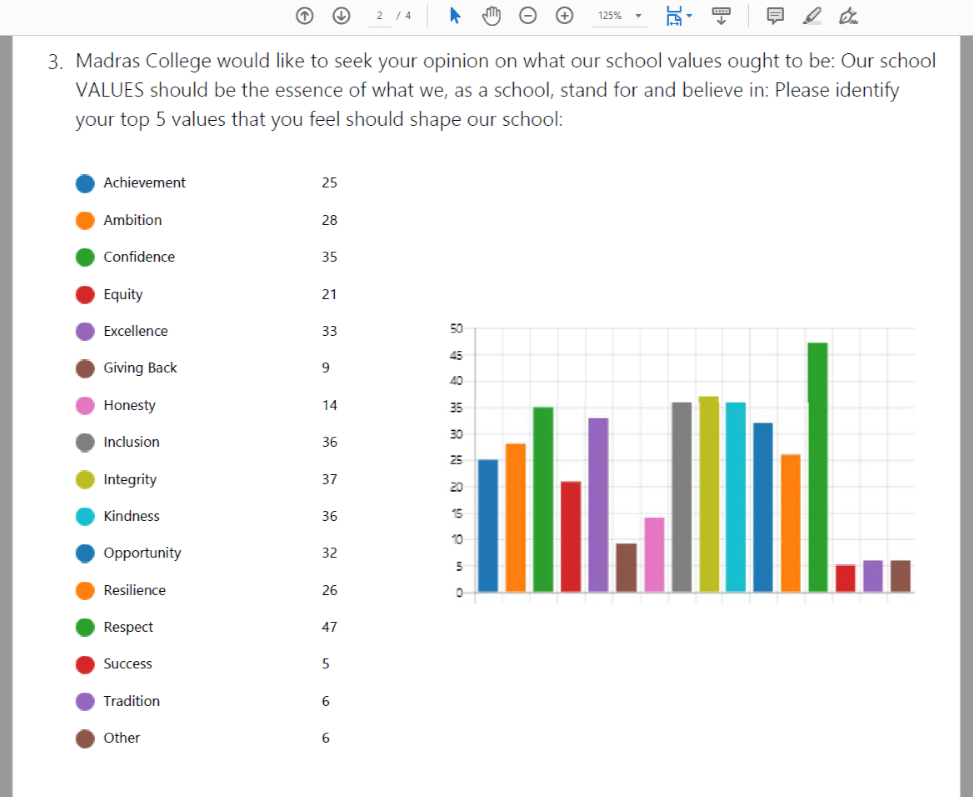 2 / 4
125%
3. Madras College would like to seek your opinion on what our school values ought to be: Our school
VALUES should be the essence of what we, as a school, stand for and believe in: Please identify
your top 5 values that you feel should shape our school:
Achievement 25
Ambition 28
Confidence 35
Equity 21
Excellence 33
Giving Back 9
Honesty 14
Inclusion 36
Integrity 37
Kindness 36
Opportunity 32
Resilience 26
Respect 47
Success 5
Tradition 6
Other 6
50
45
40
35
30
25
20
15
10
5
0